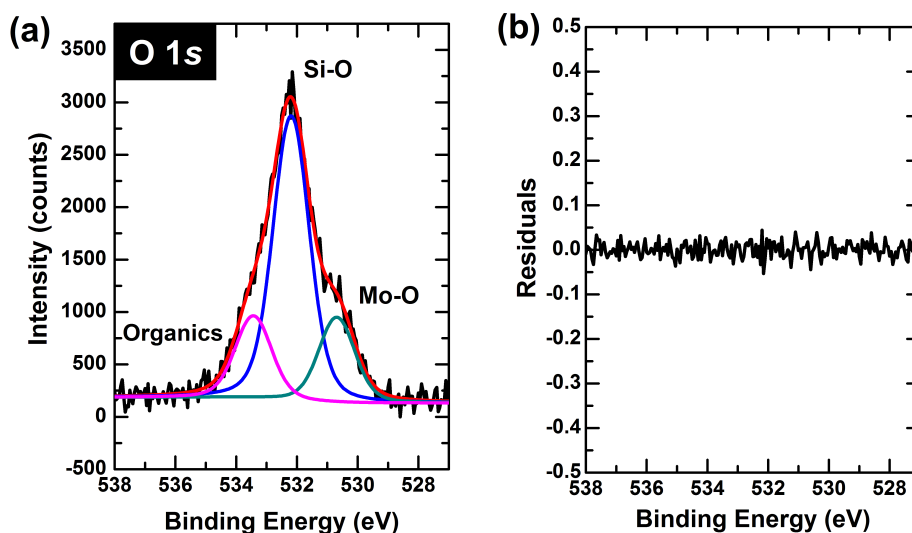 (a)
O 1s
Si-O
Mo-O
Organics
3500
3000
2500
2000
1500
1000
500
0
-500
Intensity (counts)
538 536 534 532 530 528
Binding Energy (eV)
(b)
0.5
0.4
0.3
0.2
0.1
0.0
-0.1
-0.2
-0.3
-0.4
-0.5
Residuals
538 536 534 532 530 528
Binding Energy (eV)